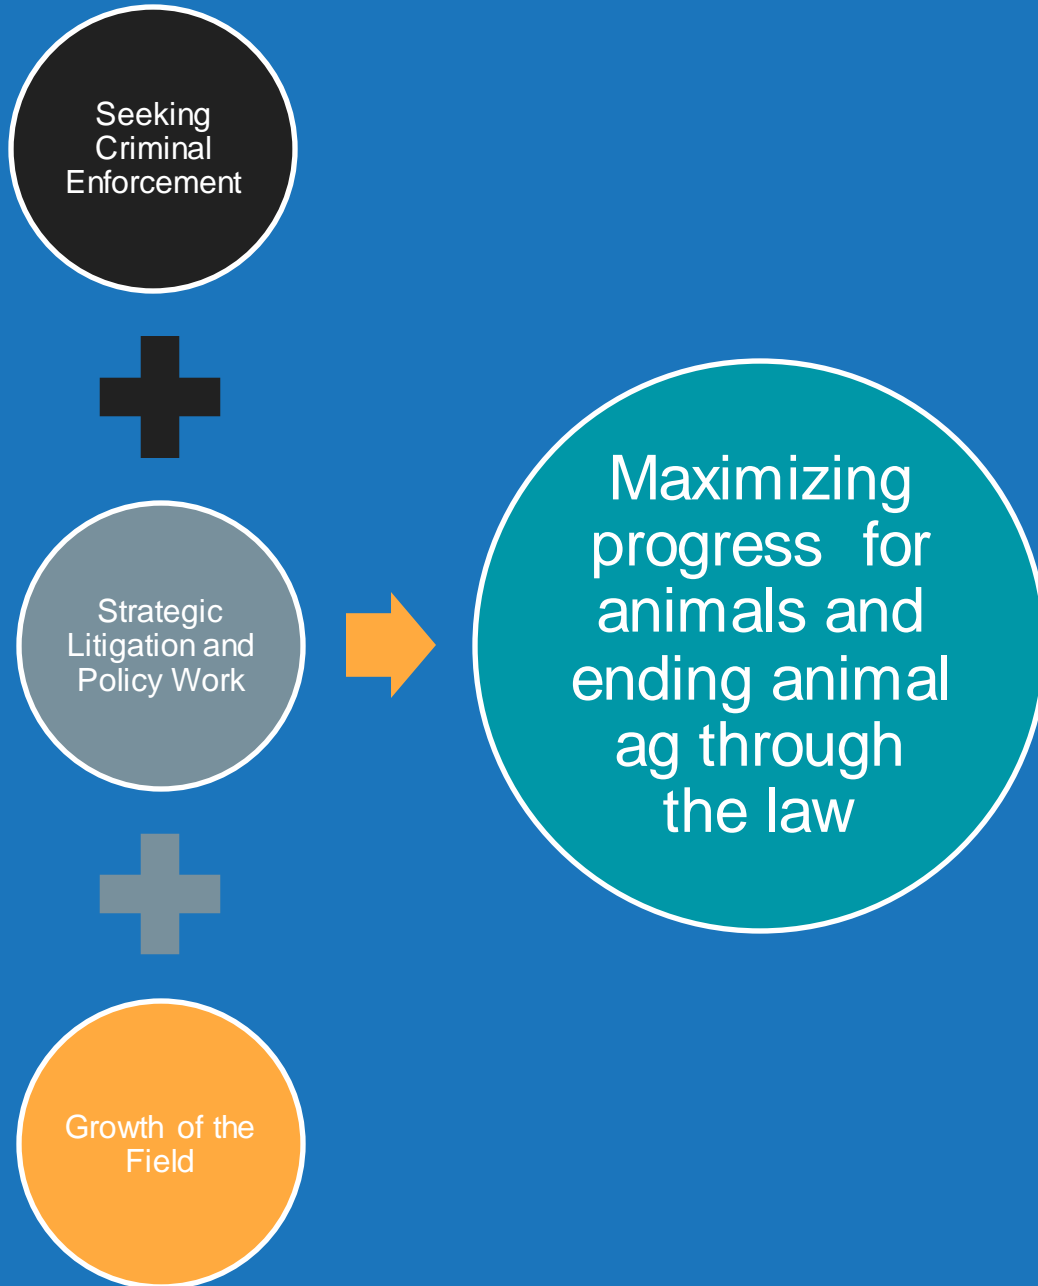 Seeking
Criminal
Enforcement
Strategic
Litigation and
Policy Work
Growth of the
Field
Maximizing
progress for
animals and
ending animal
ag through
the law